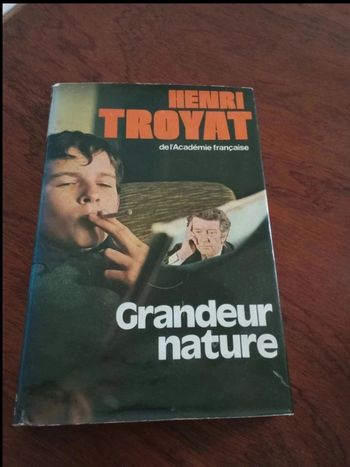 HENRI
TROYAT
de l'Académie française
Grandeur
nature